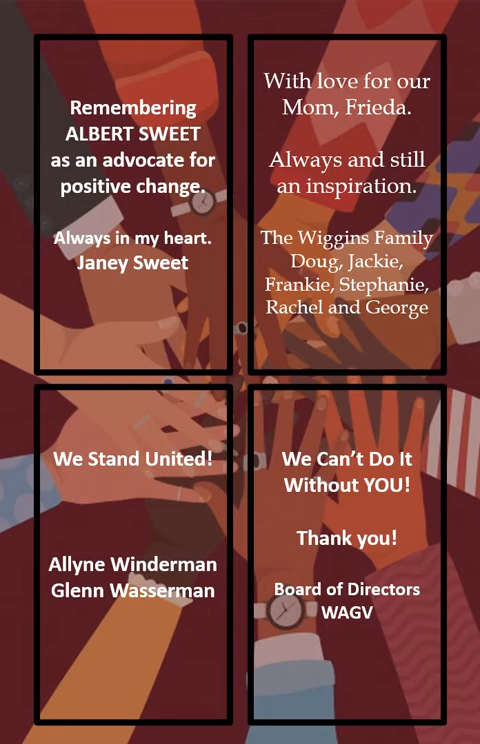 Remembering
ALBERT SWEET
as an advocate for
positive change.
Always in my heart.
Janey Sweet
With love for our
Mom, Frieda.
Always and still
an inspiration.
The Wiggins Family
Doug, Jackie,
Frankie, Stephanie,
Rachel and George
We Stand United!
Allyne Winderman
Glenn Wasserman
We Can’t Do It
Without YOU!
Thank you!
Board of Directors
WAGV